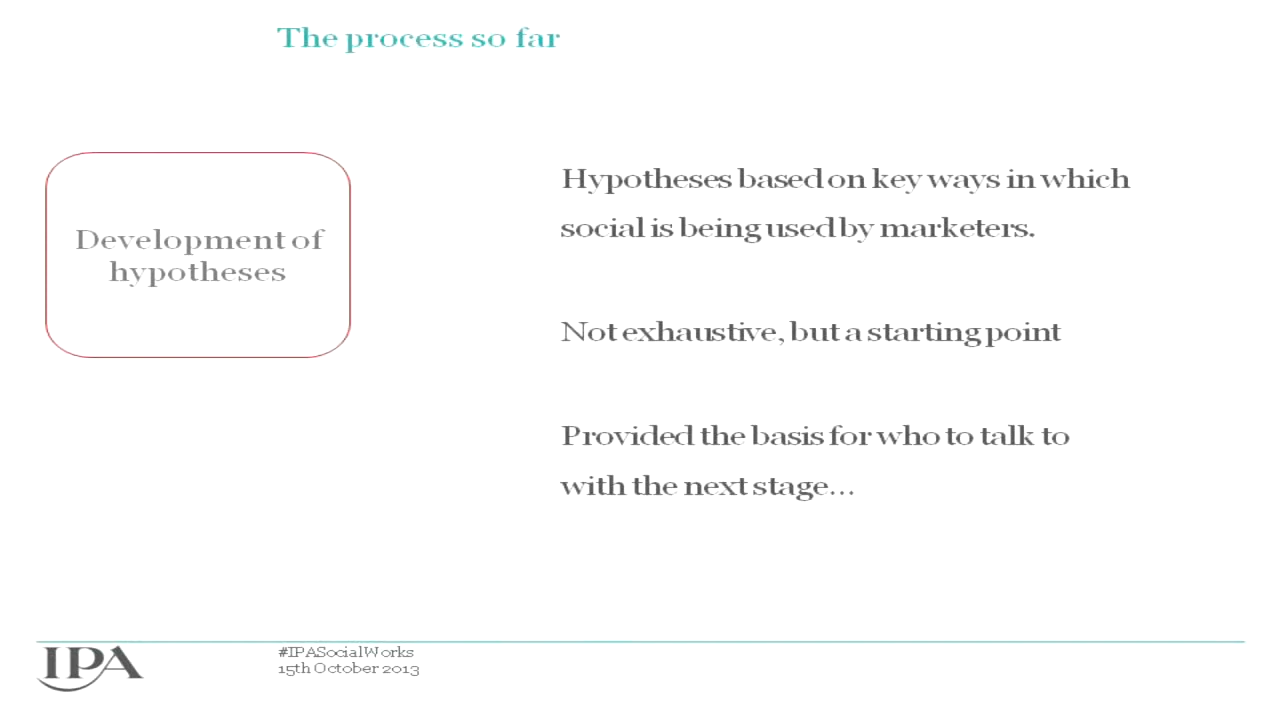 The process so far
Development of
hypotheses
Hypotheses based on key ways in which
social is being used by marketers.
Not exhaustive, but a starting point
Provided the basis for who to talk to
with the next stage…
IPA
#IPASocialWorks
15th October 2013